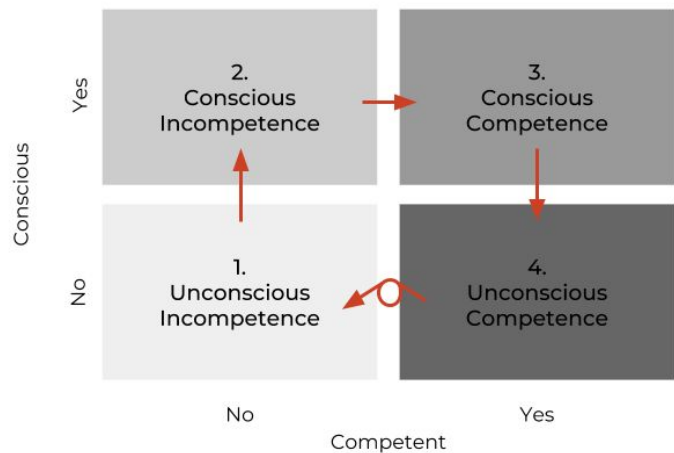 Conscious
Yes
No
2.
Conscious
Incompetence
3.
Conscious
Competence
1.
Unconscious
Incompetence
4.
Unconscious
Competence
No
Yes
Competent